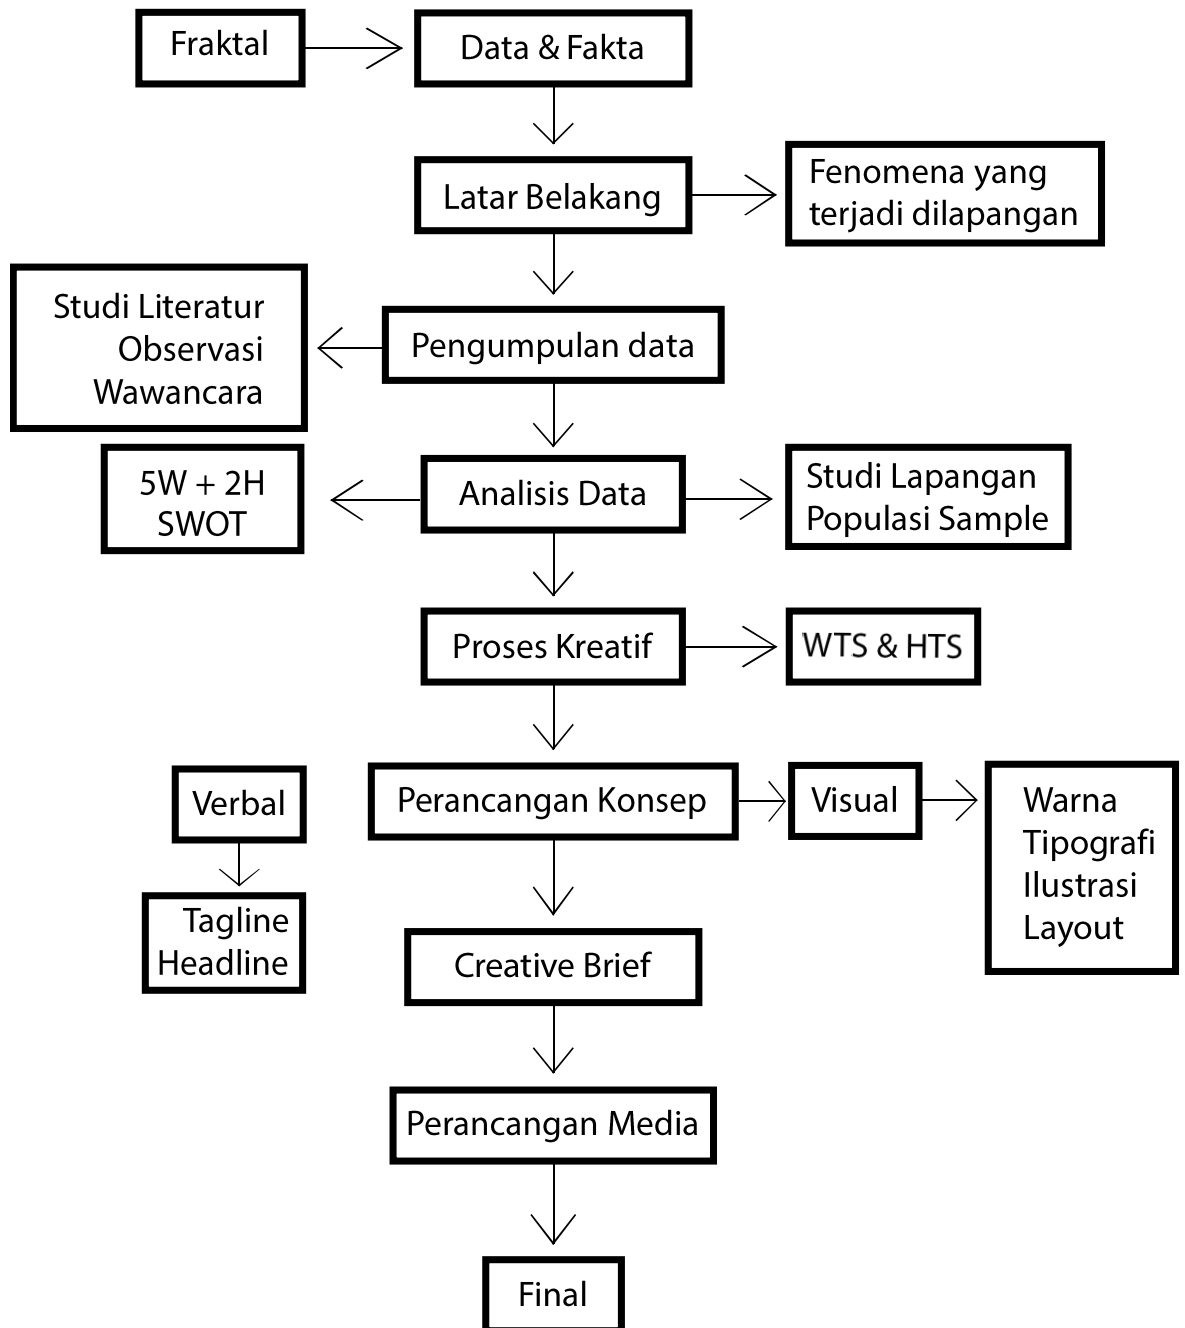 Fraktal
Data & Fakta
Latar Belakang
Fenomena yang
terjadi dilapangan
Studi Literatur
Observasi
Wawancara
Pengumpulan data
5W + 2H
SWOT
Analisis Data
Studi Lapangan
Populasi Sample
Proses Kreatif
WTS & HTS
Verbal
Perancangan Konsep
Visual
Warna
Tipografi
Ilustrasi
Layout
Tagline
Headline
Creative Brief
Perancangan Media
Final